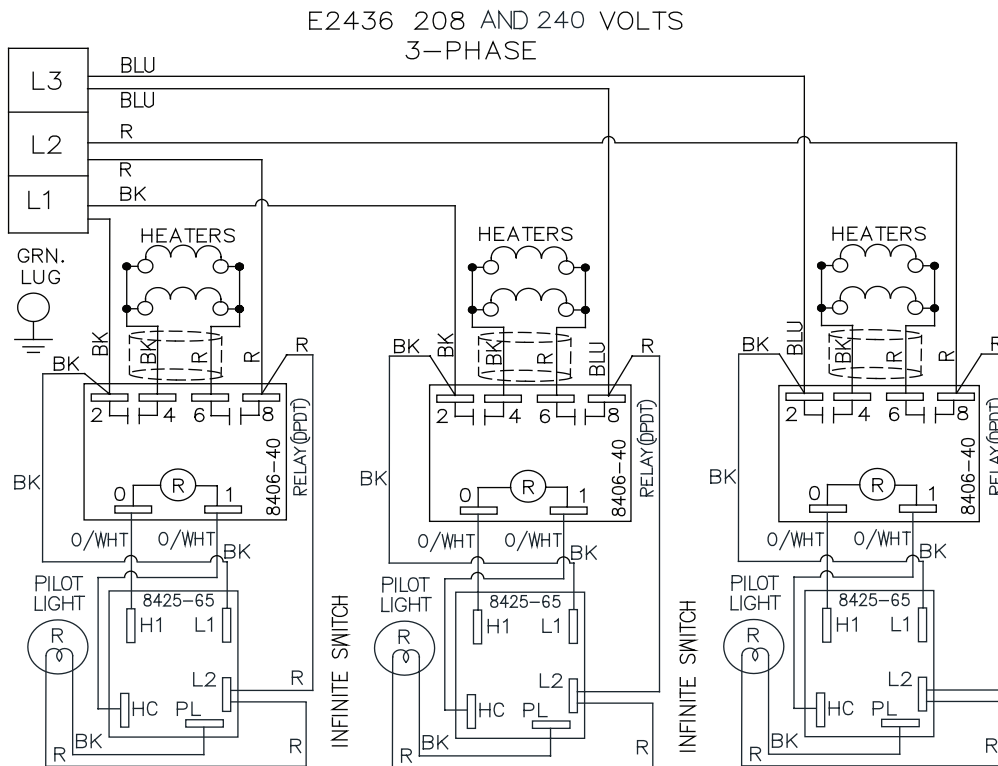 E2436 208 AND 240 VOLTS
3-PHASE
L3
BLU
BLU
L2
R
R
L1
BK
GRN.
LUG
HEATERS
HEATERS
HEATERS
BK
BK
BK
R
R
R
BK
BK
BK
R
BLU
R
BK
BLU
BK
R
R
R
2
4
6
8
RELAY(DPDT)
2
4
6
8
RELAY(DPDT)
2
4
6
8
RELAY(DPDT)
BK
0
R
1
8406-40
BK
0
R
1
8406-40
BK
0
R
1
8406-40
O/WHT
O/WHT
BK
O/WHT
O/WHT
BK
O/WHT
O/WHT
BK
PILOT
LIGHT
R
8425-65
H1
L1
L2
R
HC
PL
BK
R
R
INFINITE SWITCH
PILOT
LIGHT
R
8425-65
H1
L1
L2
HC
PL
BK
R
R
INFINITE SWITCH
PILOT
LIGHT
R
8425-65
H1
L1
L2
HC
PL
BK
R
R